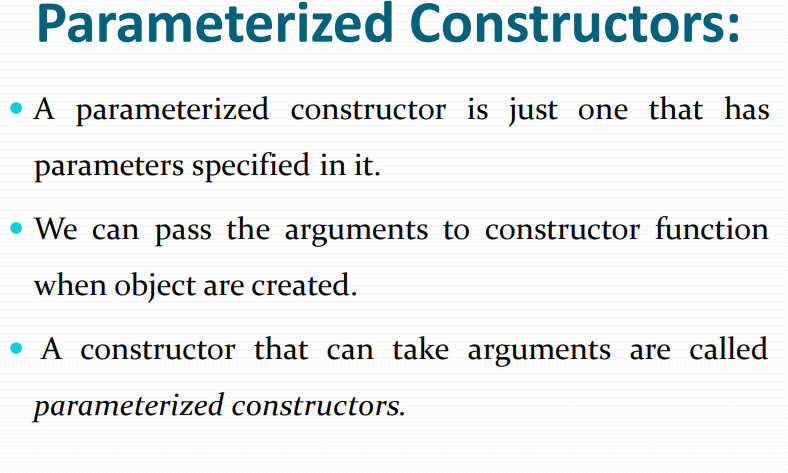 Parameterized Constructors:
• A parameterized constructor is just one that has
parameters specified in it.
• We can pass the arguments to constructor function
when object are created.
• A constructor that can take arguments are called
parameterized constructors.